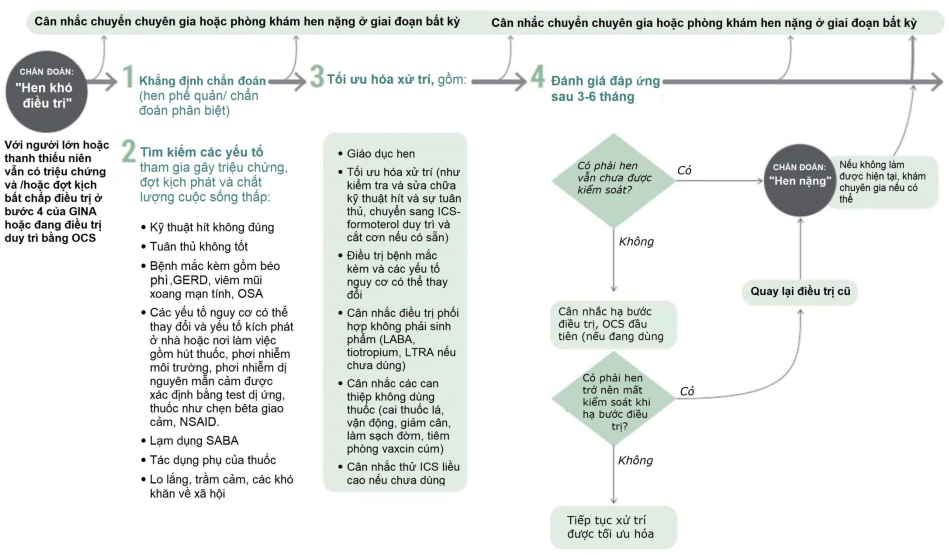 Cân nhắc chuyển chuyên gia hoặc phòng khám hen nặng ở giai đoạn bất kỳ
Cân nhắc chuyển chuyên gia hoặc phòng khám hen nặng ở giai đoạn bất kỳ
CHẨN ĐOÁN:
"Hen khó
điều trị"
Với người lớn hoặc
thanh thiếu niên
vẫn có triệu chứng
và /hoặc đợt kịch
bất chấp điều trị ở
bước 4 của GINA
hoặc đang điều trị
duy trì bằng OCS
1 Khẳng định chẩn đoán
(hen phế quản/ chẩn
đoán phân biệt)
2 Tìm kiếm các yếu tố
tham gia gây triệu chứng,
đợt kịch phát và chất
lượng cuộc sống thấp:
• Kỹ thuật hít không đúng
• Tuân thủ không tốt
• Bệnh mắc kèm gồm béo
phì ,GERD, viêm mũi
xoang mạn tính, OSA
• Các yếu tố nguy cơ có thể
thay đổi và yếu tố kích phát
ở nhà hoặc nơi làm việc
gồm hút thuốc, phơi nhiễm
môi trường, phơi nhiễm dị
nguyên mẫn cảm được
xác định bằng test dị ứng,
thuốc như chẹn bêta giao
cảm, NSAID.
• Lạm dụng SABA
• Tác dụng phụ của thuốc
• Lo lắng, trầm cảm, các khó
khăn về xã hội
3 Tối ưu hóa xử trí, gồm:
• Giáo dục hen
• Tối ưu hóa xử trí (như
kiểm tra và sửa chữa
kỹ thuật hít và sự tuân
thủ, chuyển sang ICS-
formoterol duy trì và
cắt cơn nếu có sẵn)
• Điều trị bệnh mắc
kèm và các yếu tố
nguy cơ có thể thay
đổi
• Cân nhắc điều trị phối
hợp không phải sinh
phẩm (LABA,
tiotropium, LTRA nếu
chưa dùng)
• Cân nhắc các can
thiệp không dùng
thuốc (cai thuốc lá,
vận động, giảm cân,
làm sạch đờm, tiêm
phòng vaxcin cúm)
• Cân nhắc thử ICS liều
cao nếu chưa dùng
4 Đánh giá đáp ứng
sau 3-6 tháng
Có phải hen
vẫn chưa được
kiểm soát?
Có
Không
CHẨN ĐOÁN:
"Hen nặng"
Nếu không làm
được hiện tại, khám
chuyên gia nếu có
thể
Quay lại điều trị cũ
Cân nhắc hạ bước
điều trị, OCS đầu
tiên (nếu đang dùng
Có phải hen
trở nên mất
kiểm soát khi
hạ bước điều
trị?
Có
Không
Tiếp tục xử trí
được tối ưu hóa